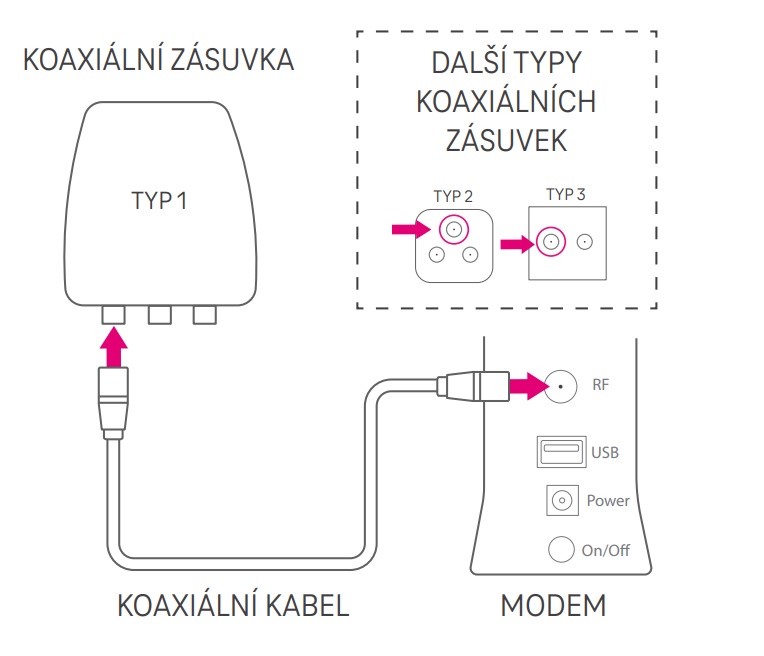 KOAXIÁLNÍ ZÁSUVKA
TYP 1
DALŠÍ TYPY
KOAXIÁLNÍCH
ZÁSUVEK
TYP 2
TYP 3
RF
USB
Power
On/Off
KOAXIÁLNÍ KABEL
MODEM